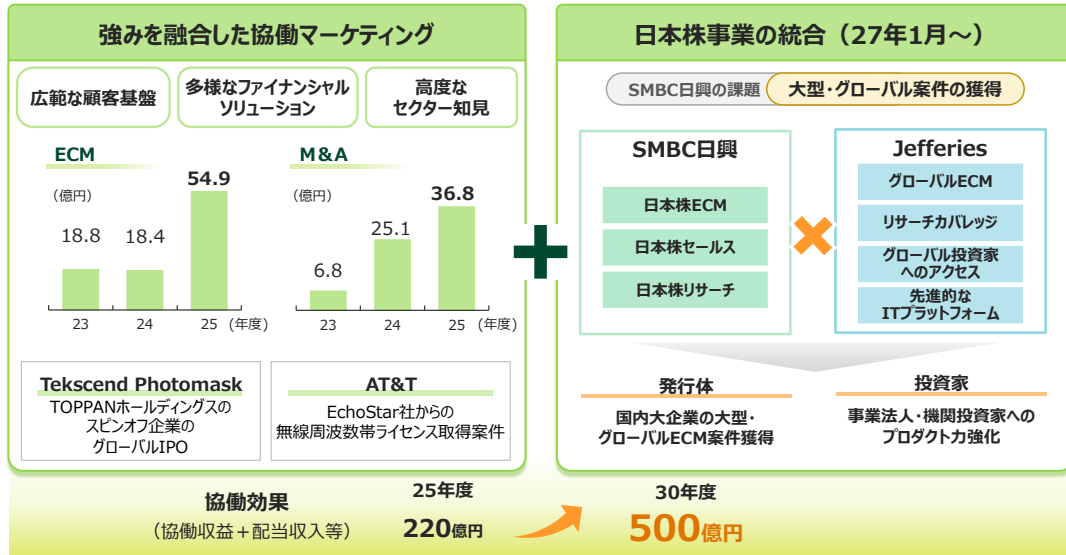 強みを融合した協働マーケティング
広範な顧客基盤
多様なファイナンシャル
ソリューション
高度な
セクター知見
ECM
(億円)
18.8
18.4
54.9
23
24
25
(年度)
M&A
(億円)
6.8
25.1
36.8
23
24
25
(年度)
Tekscend Photomask
TOPPANホールディングスの
スピンオフ企業の
グローバルIPO
AT&T
EchoStar社からの
無線周波数帯ライセンス取得案件
日本株事業の統合（27年1月～）
SMBC日興の課題
大型・グローバル案件の獲得
SMBC日興
日本株ECM
日本株セールス
日本株リサーチ
Jefferies
グローバルECM
リサーチカバレッジ
グローバル投資家
へのアクセス
先進的な
ITプラットフォーム
発行体
国内大企業の大型・
グローバルECM案件獲得
投資家
事業法人・機関投資家への
プロダクト力強化
協働効果
（協働収益＋配当収入等）
25年度
220億円
30年度
500億円